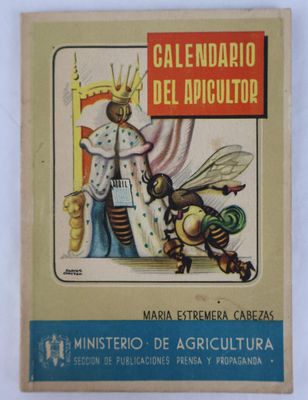 CALENDARIO
DEL APICULTOR
MARIA ESTREMERA CABEZAS
MINISTERIO · DE AGRICULTURA
SECCION DE PUBLICACIONES PRENSA Y PROPAGANDA ·